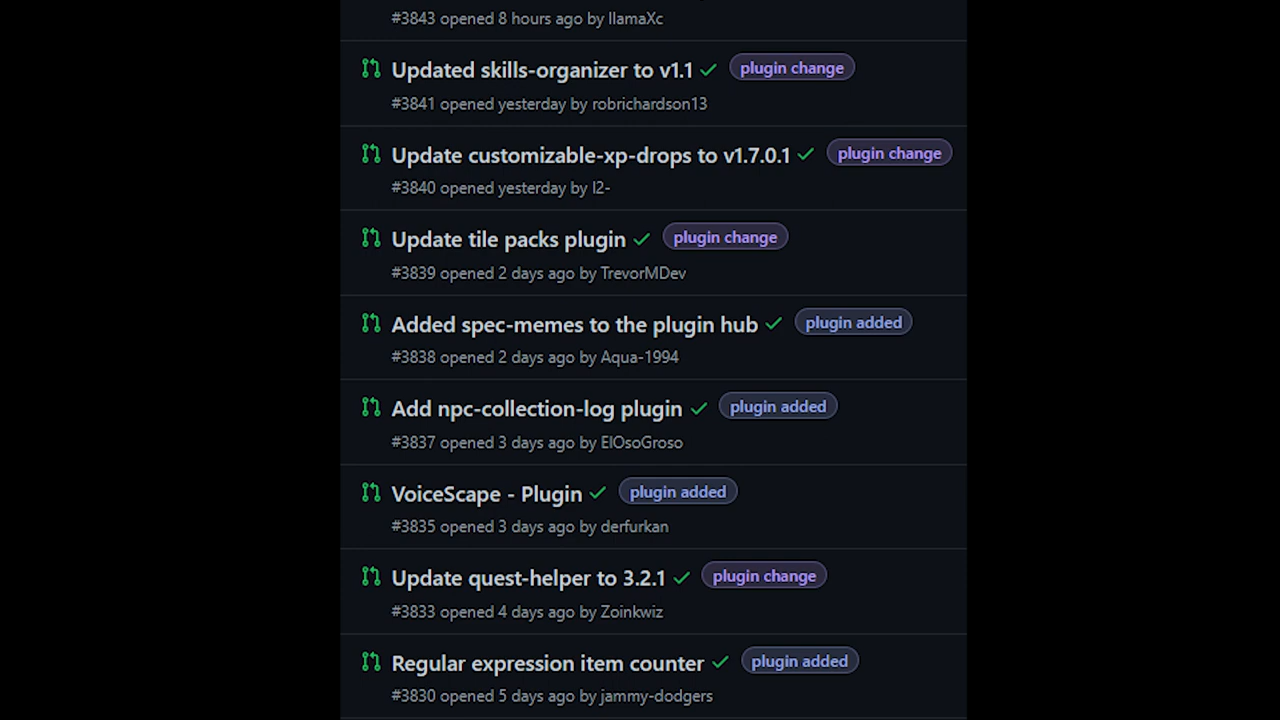 #3843 opened 8 hours ago by llamaXc
Updated skills-organizer to v1.1 plugin change
#3841 opened yesterday by robrichardson13
Update customizable-xp-drops to v1.7.0.1 plugin change
#3840 opened yesterday by l2-
Update tile packs plugin plugin change
#3839 opened 2 days ago by TrevorMDev
Added spec-memes to the plugin hub plugin added
#3838 opened 2 days ago by Aqua-1994
Add npc-collection-log plugin plugin added
#3837 opened 3 days ago by ElOsoGroso
VoiceScape - Plugin plugin added
#3835 opened 3 days ago by derfurkan
Update quest-helper to 3.2.1 plugin change
#3833 opened 4 days ago by Zoinkwiz
Regular expression item counter plugin added
#3830 opened 5 days ago by jammy-dodgers